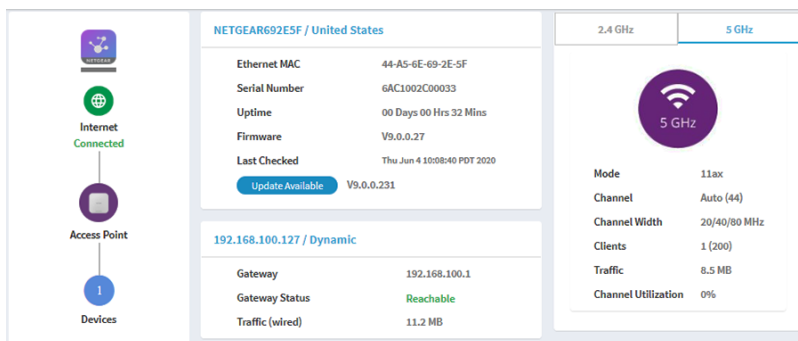 NETGEAR
Internet
Connected
Access Point
1
Devices
NETGEAR692E5F / United States
Ethernet MAC 44-A5-6E-69-2E-5F
Serial Number 6AC1002C00033
Uptime 00 Days 00 Hrs 32 Mins
Firmware V9.0.0.27
Last Checked Thu Jun 4 10:08:40 PDT 2020
Update Available V9.0.0.231
192.168.100.127 / Dynamic
Gateway 192.168.100.1
Gateway Status Reachable
Traffic (wired) 11.2 MB
2.4 GHz 5 GHz
5 GHz
Mode 11ax
Channel Auto (44)
Channel Width 20/40/80 MHz
Clients 1 (200)
Traffic 8.5 MB
Channel Utilization 0%